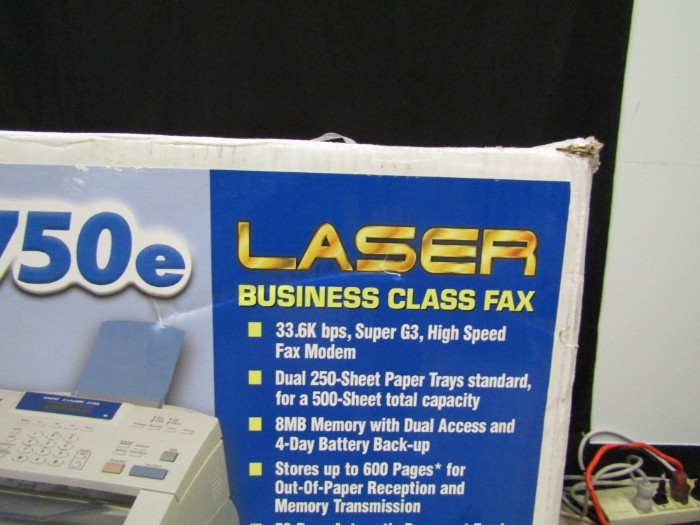 750e
LASER
BUSINESS CLASS FAX
33.6K bps, Super G3, High Speed
Fax Modem
Dual 250-Sheet Paper Trays standard,
for a 500-Sheet total capacity
8MB Memory with Dual Access and
4-Day Battery Back-up
Stores up to 600 Pages* for
Out-Of-Paper Reception and
Memory Transmission